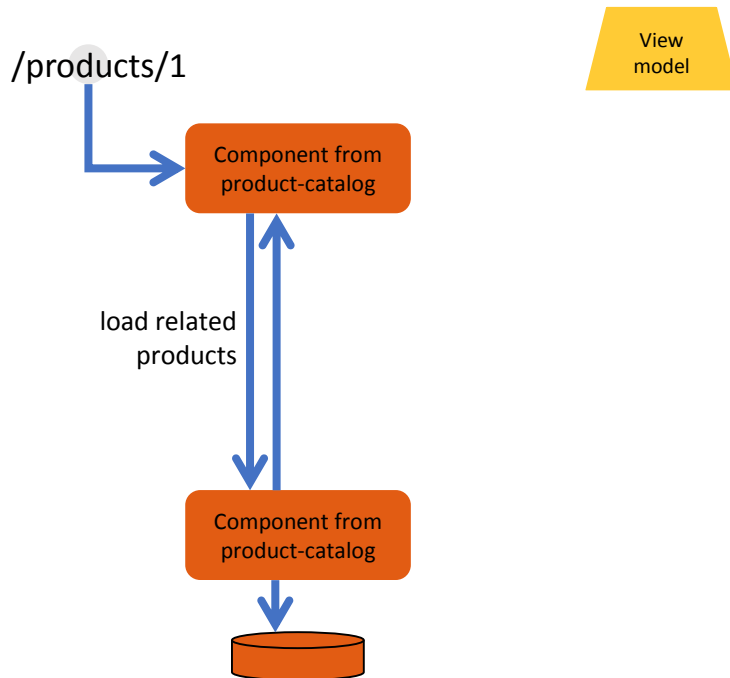 /products/1
View
model
Component from
product-catalog
load related
products
Component from
product-catalog